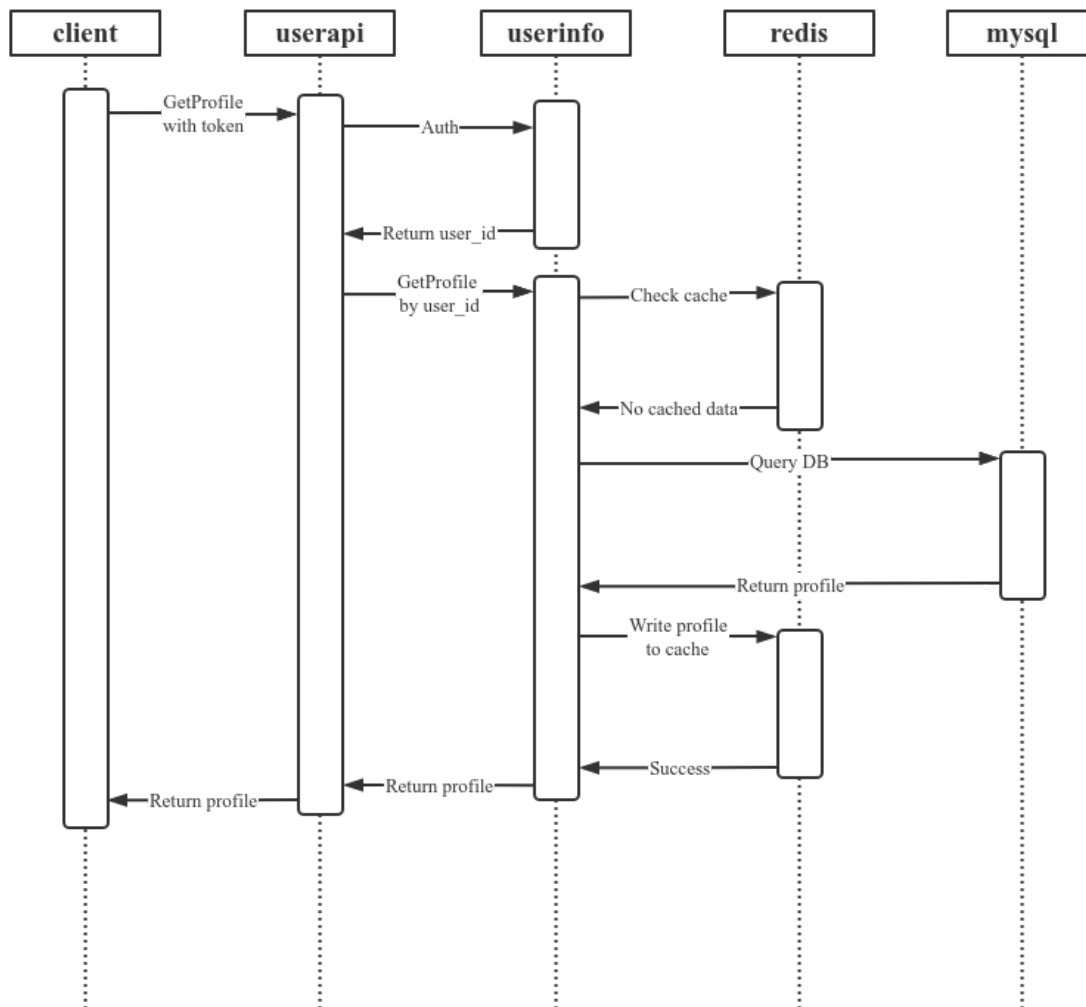 client
userapi
userinfo
redis
mysql
GetProfile
with token
Auth
Return user_id
GetProfile
by user_id
Check cache
No cached data
Query DB
Return profile
Write profile
to cache
Success
Return profile
Return profile